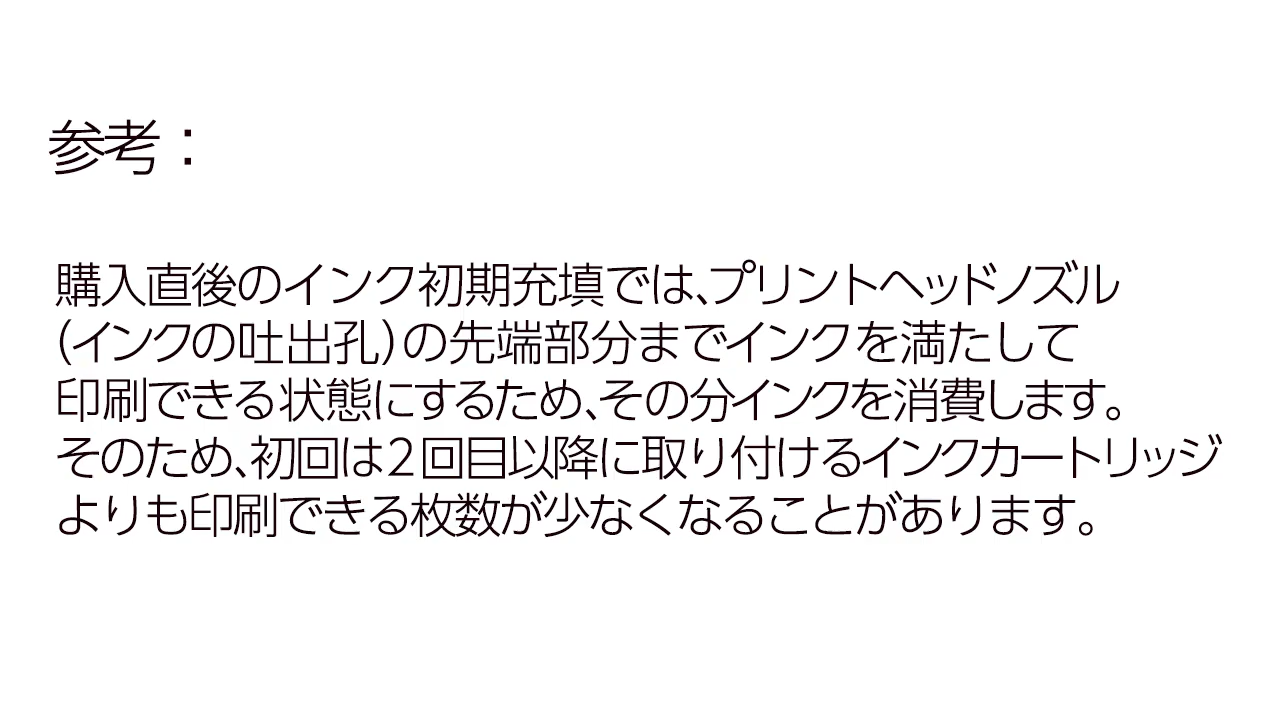 参考：
購入直後のインク初期充填では、プリントヘッドノズル
（インクの吐出孔）の先端部分までインクを満たして
印刷できる状態にするため、その分インクを消費します。
そのため、初回は２回目以降に取り付けるインクカートリッジ
よりも印刷できる枚数が少なくなることがあります。